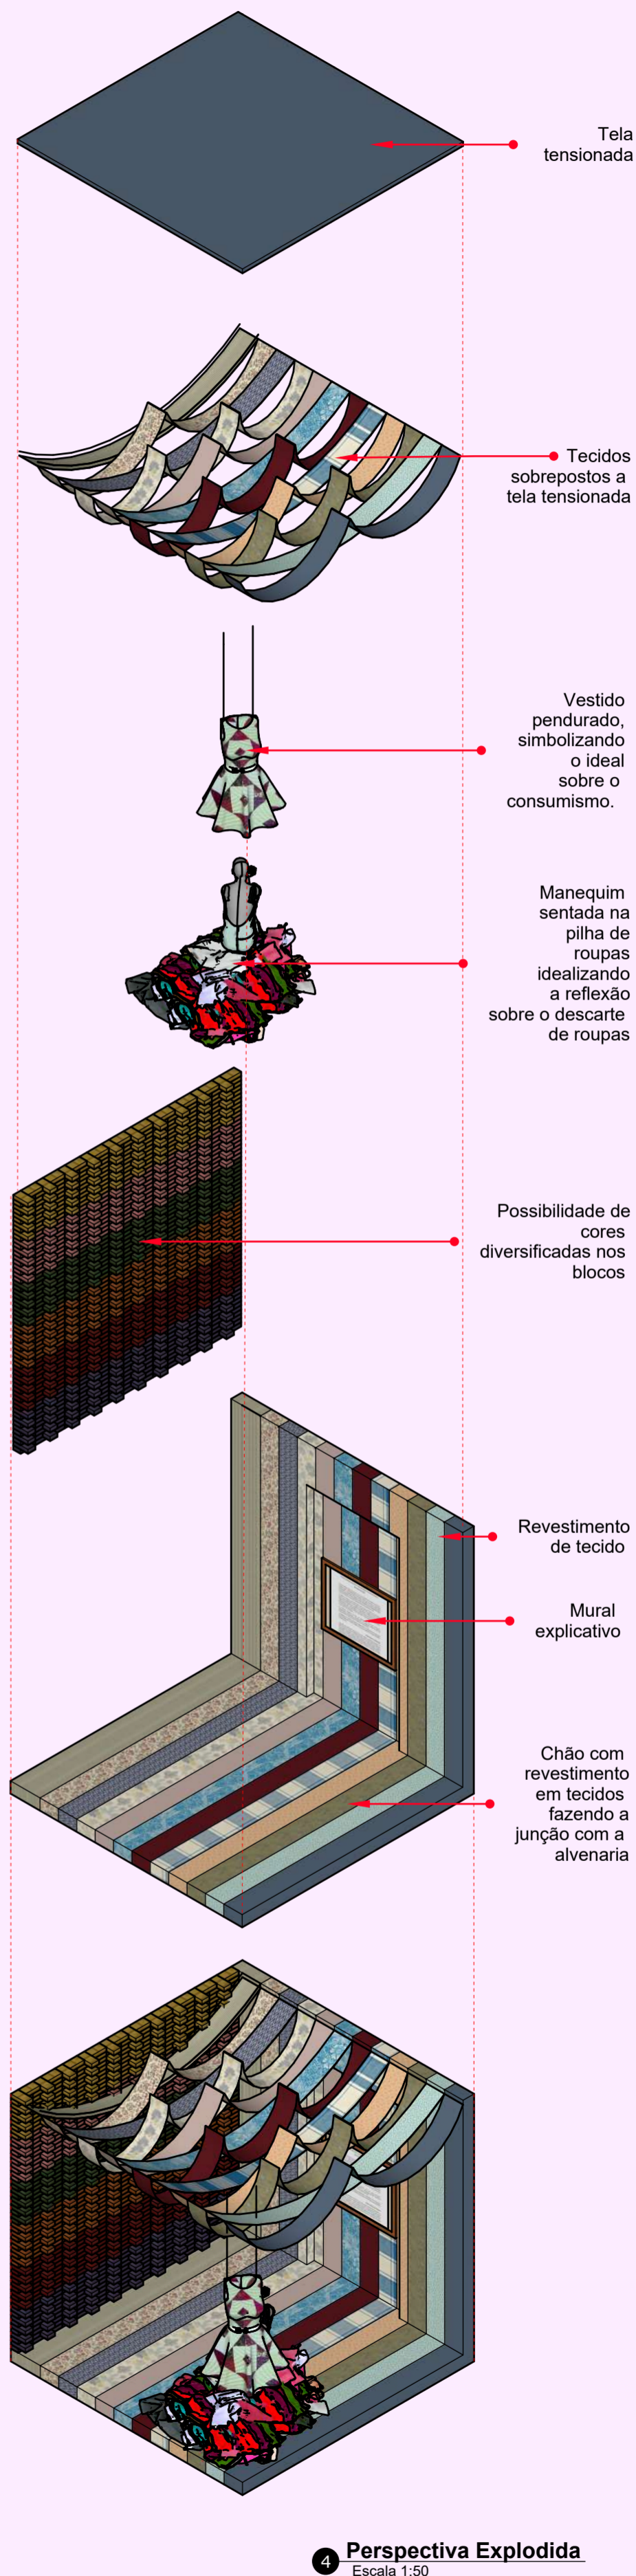 Tela
tensionada
Tecidos
sobrepostos a
tela tensionada
Vestido
pendurado,
simbolizando
o ideal
sobre o
consumismo.
Manequim
sentada na
pilha de
roupas
idealizando
a reflexão
sobre o descarte
de roupas
Possibilidade de
cores
diversificadas nos
blocos
Revestimento
de tecido
Mural
explicativo
Chão com
revestimento
em tecidos
fazendo a
junção com a
alvenaria
4 Perspectiva Explodida
Escala 1:50